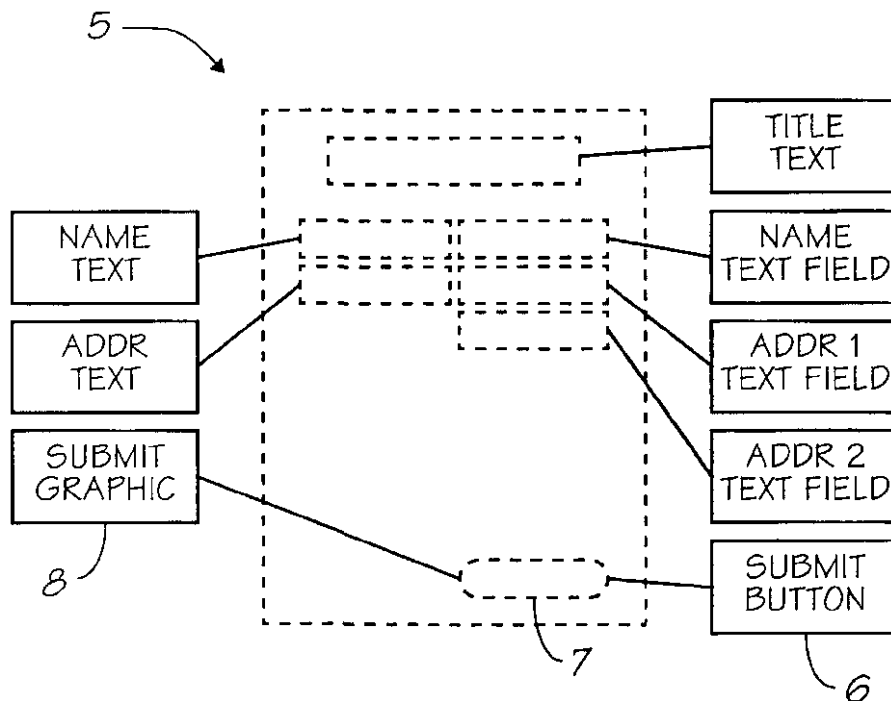 5
TITLE
TEXT
NAME
TEXT
NAME
TEXT FIELD
ADDR
TEXT
ADDR 1
TEXT FIELD
SUBMIT
GRAPHIC
ADDR 2
TEXT FIELD
8
SUBMIT
BUTTON
7
6